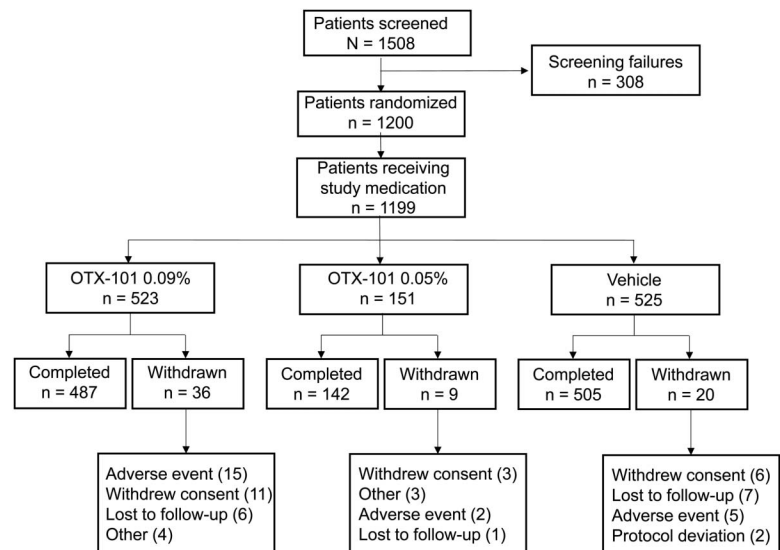 Patients screened
N = 1508
Screening failures
n = 308
Patients randomized
n = 1200
Patients receiving
study medication
n = 1199
OTX-101 0.09%
n = 523
OTX-101 0.05%
n = 151
Vehicle
n = 525
Completed
n = 487
Withdrawn
n = 36
Completed
n = 142
Withdrawn
n = 9
Completed
n = 505
Withdrawn
n = 20
Adverse event (15)
Withdrew consent (11)
Lost to follow-up (6)
Other (4)
Withdrew consent (3)
Other (3)
Adverse event (2)
Lost to follow-up (1)
Withdrew consent (6)
Lost to follow-up (7)
Adverse event (5)
Protocol deviation (2)